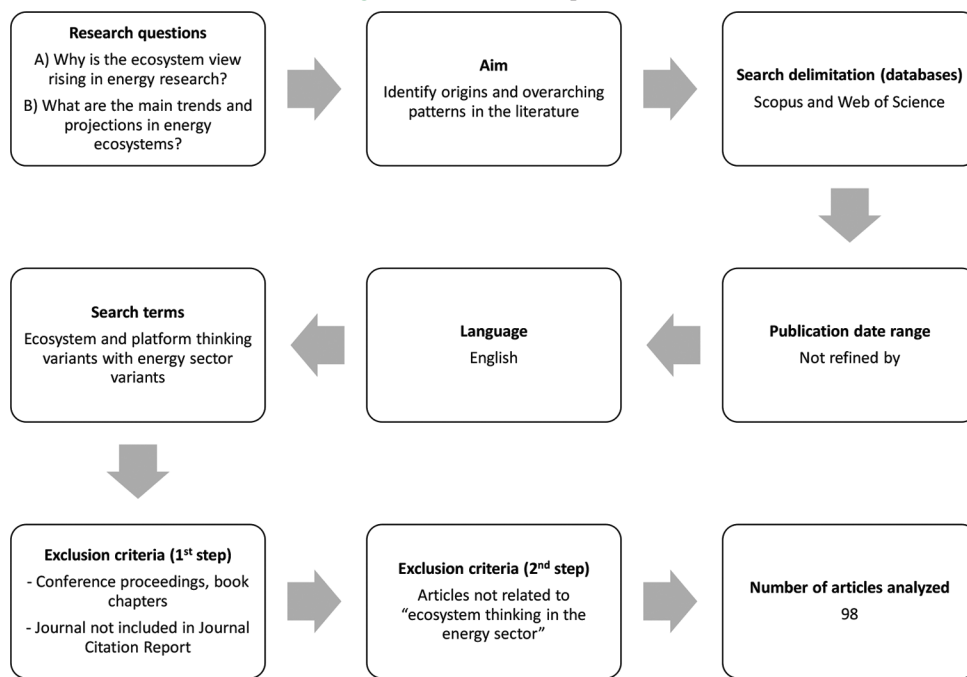 Research questions
A) Why is the ecosystem view
rising in energy research?
B) What are the main trends and
projections in energy
ecosystems?
Aim
Identify origins and overarching
patterns in the literature
Search delimitation (databases)
Scopus and Web of Science
Publication date range
Not refined by
Language
English
Search terms
Ecosystem and platform thinking
variants with energy sector
variants
Exclusion criteria (1st step)
- Conference proceedings, book
chapters
- Journal not included in Journal
Citation Report
Exclusion criteria (2nd step)
Articles not related to
“ecosystem thinking in the
energy sector”
Number of articles analyzed
98